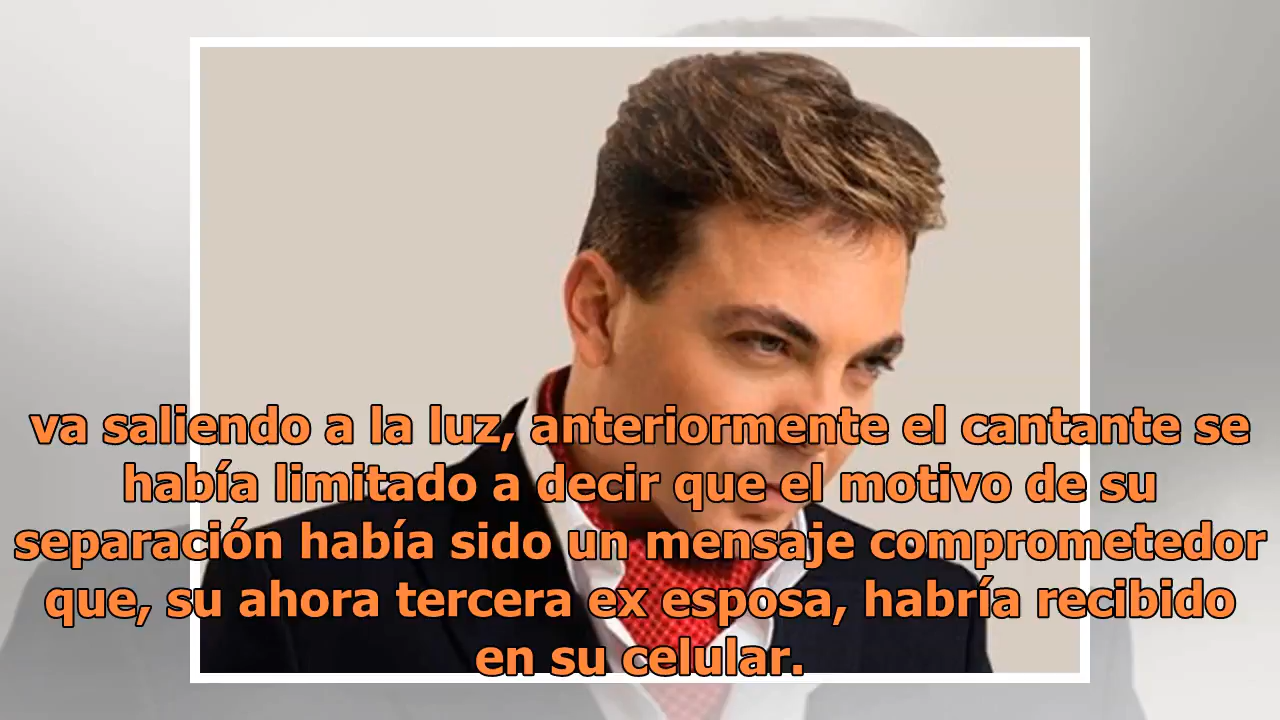 va saliendo a la luz, anteriormente el cantante se
había limitado a decir que el motivo de su
separación había sido un mensaje comprometedor
que, su ahora tercera ex esposa, habría recibido
en su celular.